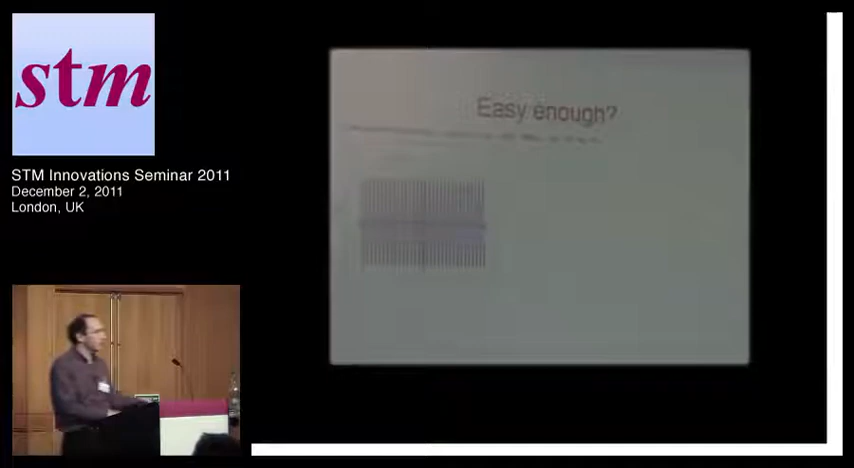 stm
STM Innovations Seminar 2011
December 2, 2011
London, UK
Easy enough?